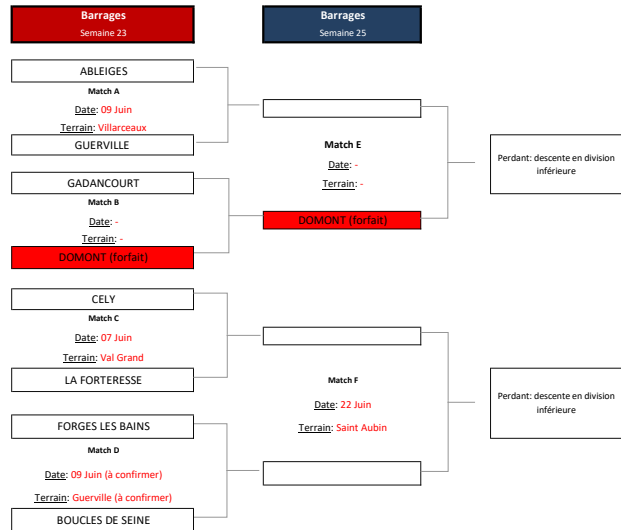 Barrages
Semaine 23
Barrages
Semaine 25
ABLEIGES
Match A
Date: 09 Juin
Terrain: Villarceaux
GUERVILLE
GADANCOURT
Match B
Date: -
Terrain: -
DOMONT (forfait)
Match E
Date: -
Terrain: -
DOMONT (forfait)
Perdant: descente en division
inférieure
CELY
Match C
Date: 07 Juin
Terrain: Val Grand
LA FORTERESSE
FORGES LES BAINS
Match D
Date: 09 Juin (à confirmer)
Terrain: Guerville (à confirmer)
BOUCLES DE SEINE
Match F
Date: 22 Juin
Terrain: Saint Aubin
Perdant: descente en division
inférieure